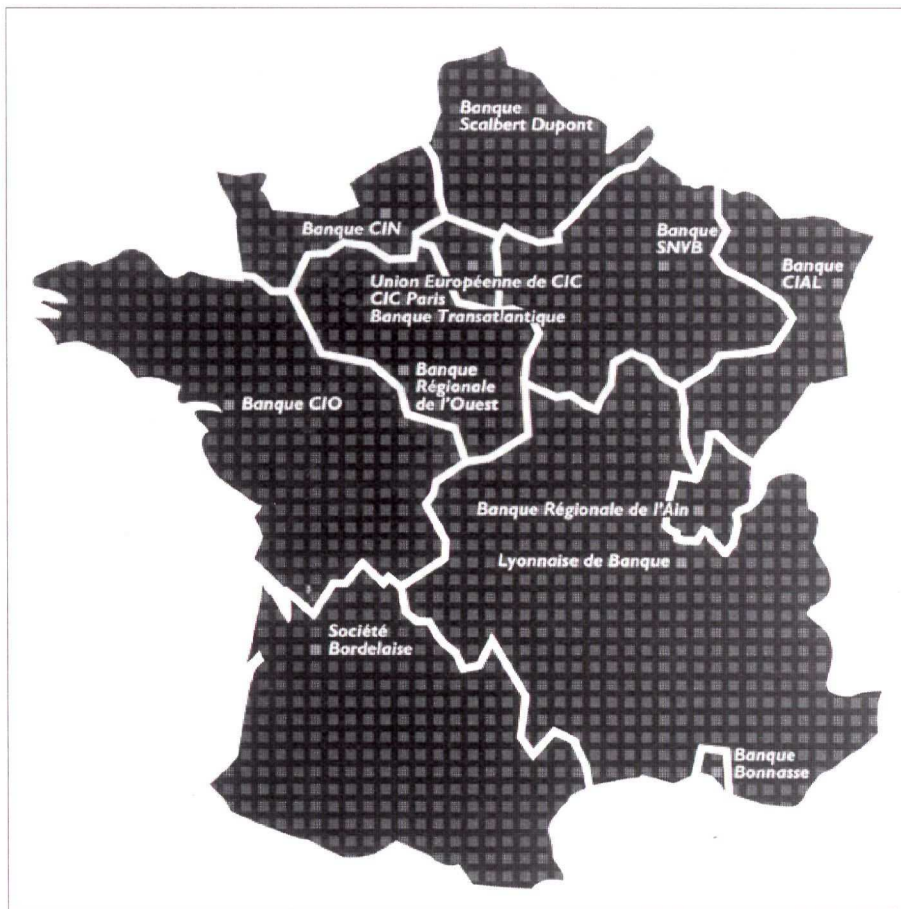 Banque
Scalbert Dupont
Banque CIN
Banque
SNVB
Banque
CIAL
Union Européenne de CIC
CIC Paris
Banque Transatlantique
Banque
Régionale
de l'Ouest
Banque CIO
Banque Régionale de l'Ain
Lyonnaise de Banque
Société
Bordelaise
Banque
Bonnasse